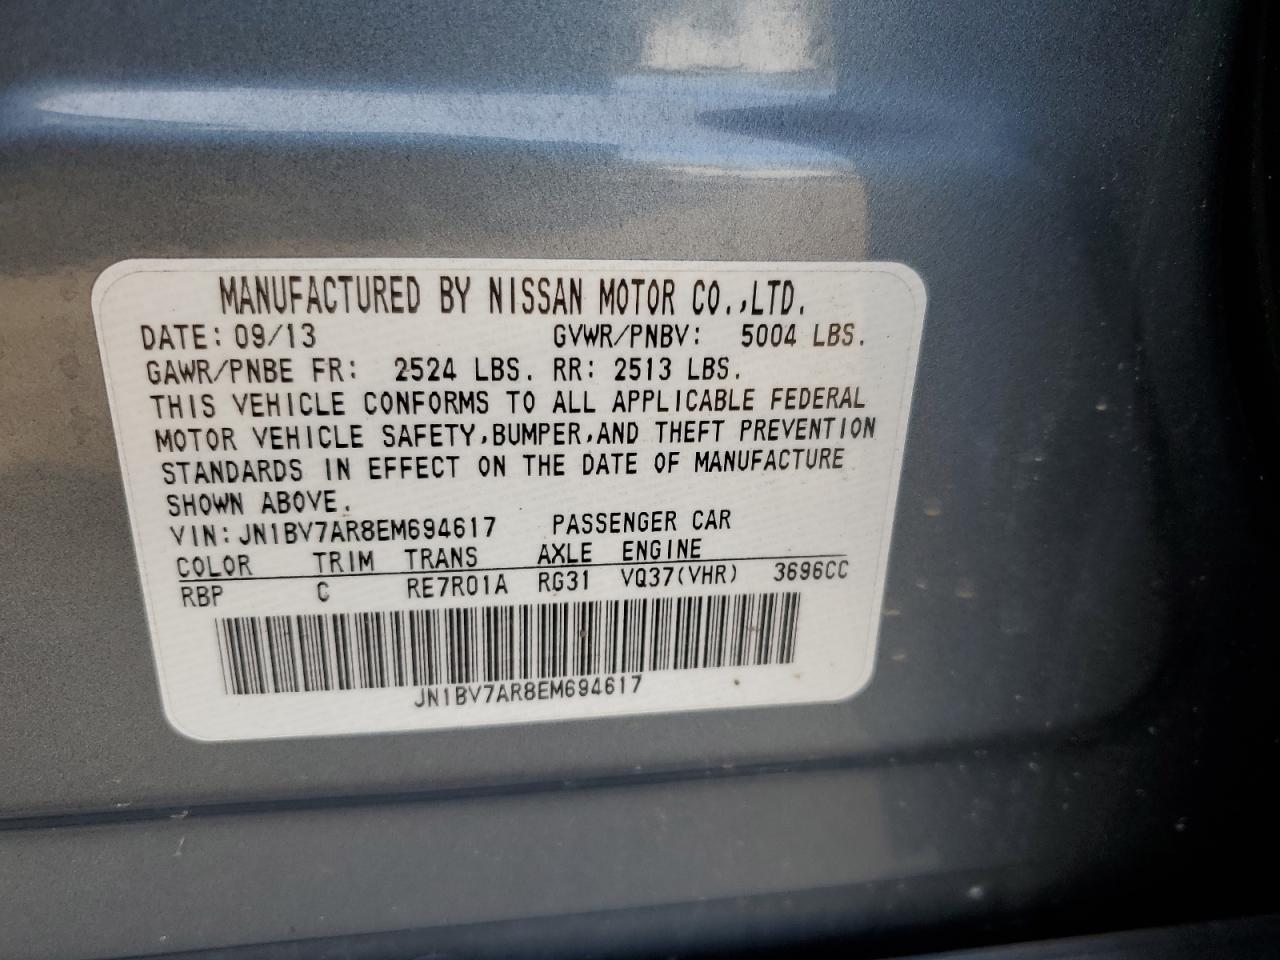 MANUFACTURED BY NISSAN MOTOR CO.,LTD.
DATE: 09/13 GVWR/PNBV: 5004 LBS.
GAWR/PNBE FR: 2524 LBS. RR: 2513 LBS.
THIS VEHICLE CONFORMS TO ALL APPLICABLE FEDERAL
MOTOR VEHICLE SAFETY,BUMPER,AND THEFT PREVENTION
STANDARDS IN EFFECT ON THE DATE OF MANUFACTURE
SHOWN ABOVE.
VIN: JN1BV7AR8EM694617 PASSENGER CAR
COLOR TRIM TRANS AXLE ENGINE
RBP C RE7R01A RG31 VQ37(VHR) 3696CC
JN1BV7AR8EM694617